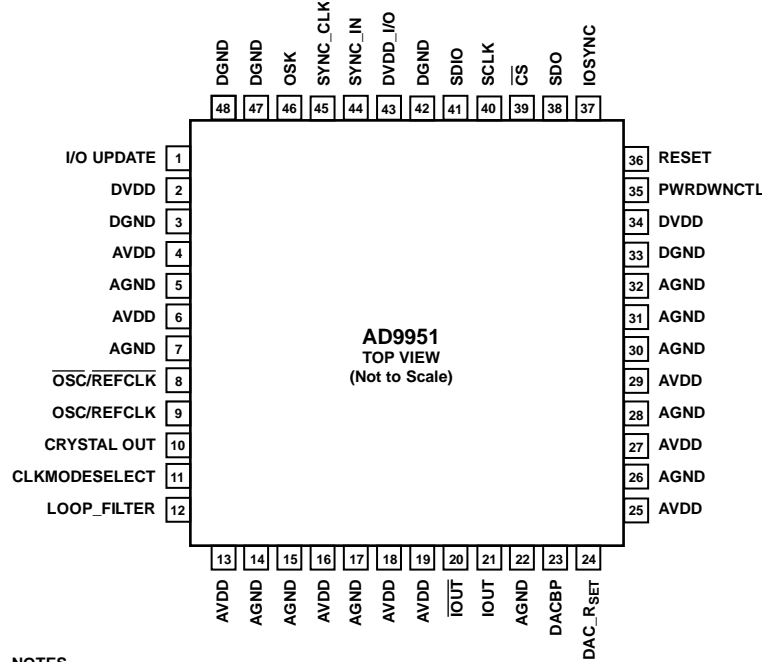 DGND DGND OSK SYNC_CLK SYNC_IN DVDD_I/O DGND SDIO SCLK CS SDO IOSYNC
48 47 46 45 44 43 42 41 40 39 38 37
I/O UPDATE 1
DVDD 2
DGND 3
AVDD 4
AGND 5
AVDD 6
AGND 7
OSC/REFCLK 8
OSC/REFCLK 9
CRYSTAL OUT 10
CLKMODESELECT 11
LOOP_FILTER 12
AD9951
TOP VIEW
(Not to Scale)
36 RESET
35 PWRDWNCTL
34 DVDD
33 DGND
32 AGND
31 AGND
30 AGND
29 AVDD
28 AGND
27 AVDD
26 AGND
25 AVDD
13 14 15 16 17 18 19 20 21 22 23 24
AVDD AGND AGND AVDD AGND AVDD AVDD IOUT IOUT AGND DACBP DAC_RSET
NOTES